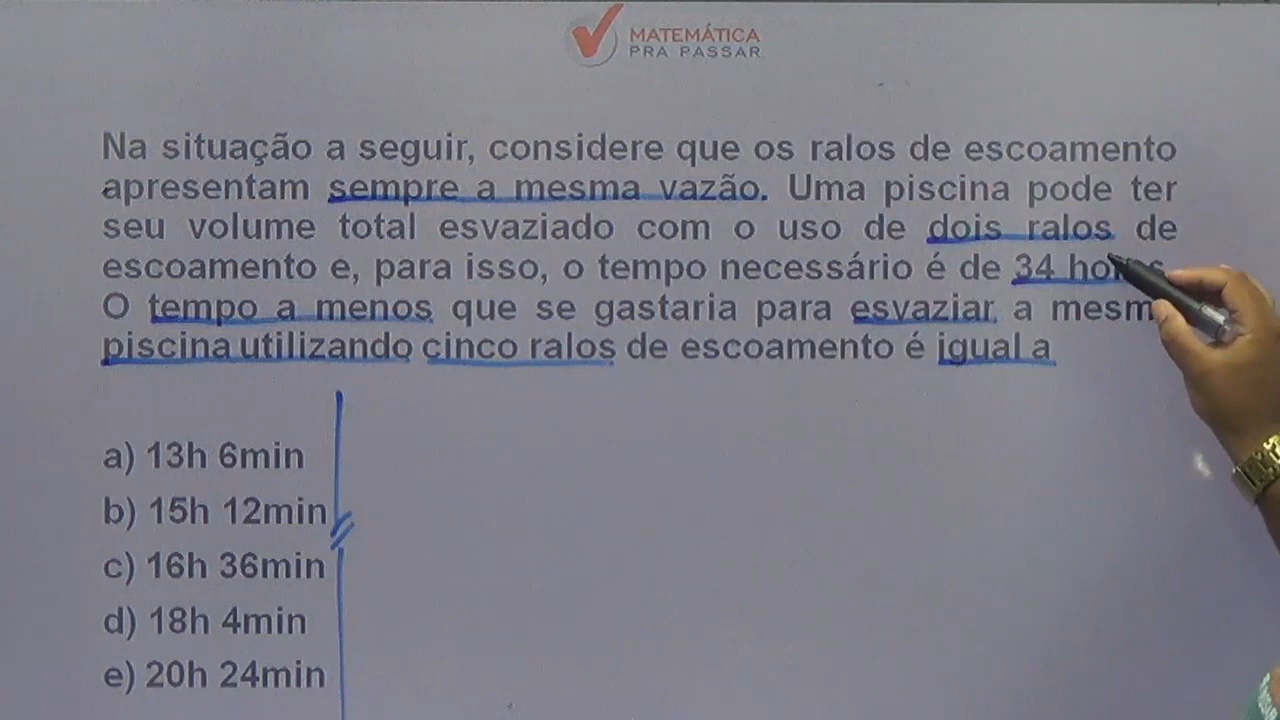 MATEMÁTICA
PRA PASSAR
Na situação a seguir, considere que os ralos de escoamento
apresentam sempre a mesma vazão. Uma piscina pode ter
seu volume total esvaziado com o uso de dois ralos de
escoamento e, para isso, o tempo necessário é de 34
O tempo a menos que se gastaria para esvaziar a
piscina utilizando cinco ralos de escoamento é igual a
a) 13h 6min
b) 15h 12min
c) 16h 36min
d) 18h 4min
e) 20h 24min